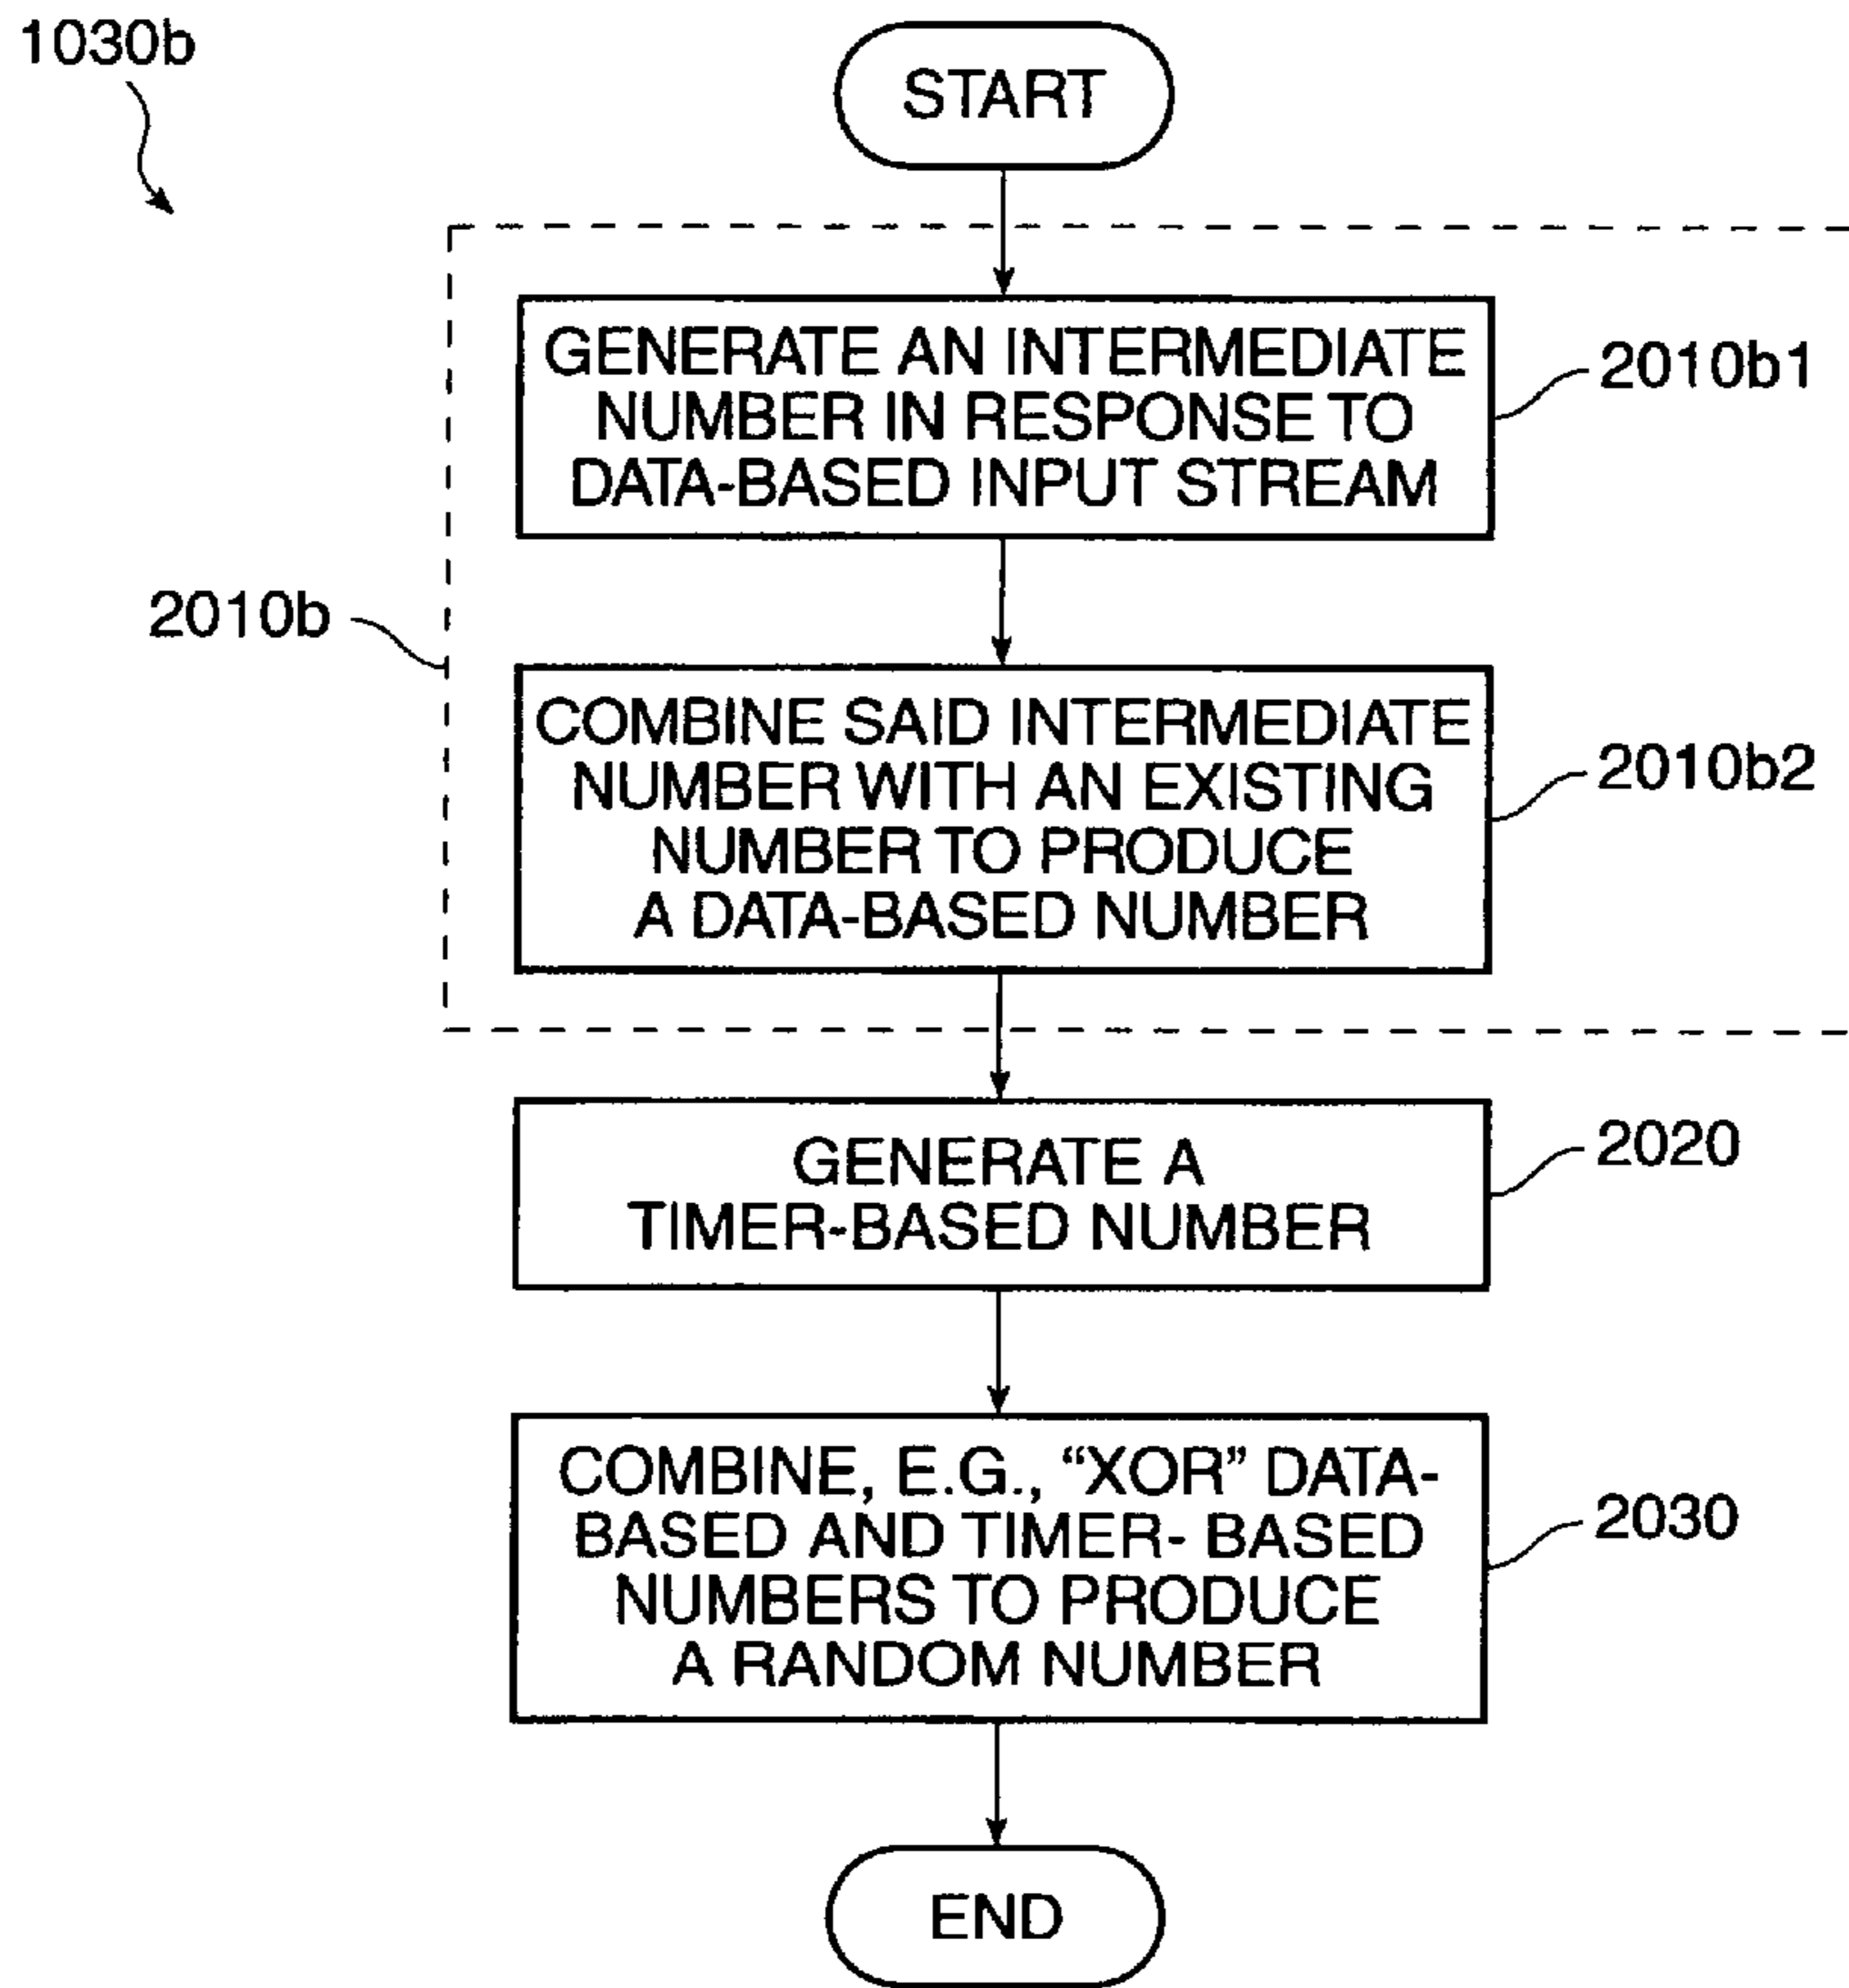 1030b
START
GENERATE AN INTERMEDIATE
NUMBER IN RESPONSE TO
DATA-BASED INPUT STREAM
2010b1
2010b
COMBINE SAID INTERMEDIATE
NUMBER WITH AN EXISTING
NUMBER TO PRODUCE
A DATA-BASED NUMBER
2010b2
GENERATE A
TIMER-BASED NUMBER
2020
COMBINE, E.G., “XOR” DATA-
BASED AND TIMER- BASED
NUMBERS TO PRODUCE
A RANDOM NUMBER
2030
END